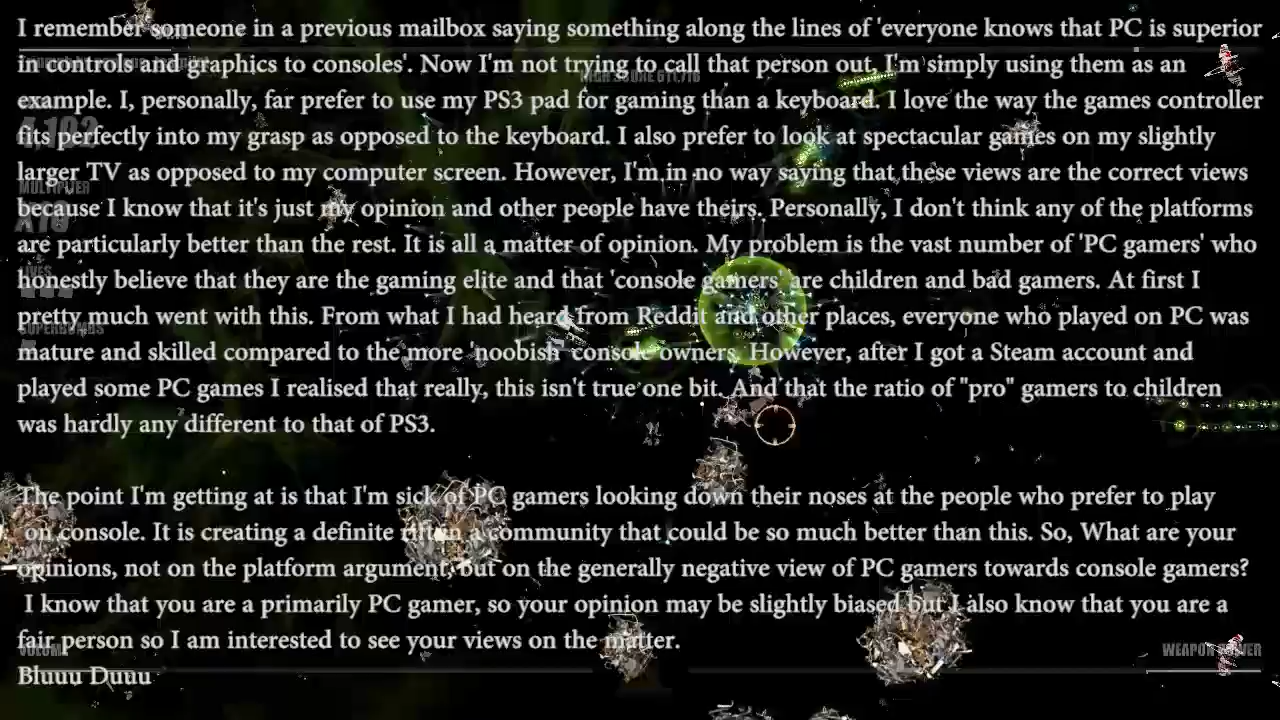 I remember someone in a previous mailbox saying something along the lines of 'everyone knows that PC is superior
in controls and graphics to consoles'. Now I'm not trying to call that person out, I'm simply using them as an
example. I, personally, far prefer to use my PS3 pad for gaming than a keyboard. I love the way the games controller
fits perfectly into my grasp as opposed to the keyboard. I also prefer to look at spectacular games on my slightly
larger TV as opposed to my computer screen. However, I'm in no way saying that these views are the correct views
because I know that it's just my opinion and other people have theirs. Personally, I don't think any of the platforms
are particularly better than the rest. It is all a matter of opinion. My problem is the vast number of 'PC gamers' who
honestly believe that they are the gaming elite and that 'console gamers' are children and bad gamers. At first I
pretty much went with this. From what I had heard from Reddit and other places, everyone who played on PC was
mature and skilled compared to the more 'noobish' console owners. However, after I got a Steam account and
played some PC games I realised that really, this isn't true one bit. And that the ratio of "pro" gamers to children
was hardly any different to that of PS3.
The point I'm getting at is that I'm sick of PC gamers looking down their noses at the people who prefer to play
on console. It is creating a definite rift in a community that could be so much better than this. So, What are your
opinions, not on the platform argument, but on the generally negative view of PC gamers towards console gamers?
I know that you are a primarily PC gamer, so your opinion may be slightly biased but I also know that you are a
fair person so I am interested to see your views on the matter.
Bluuu Duuu
MULTIPLIER
X10
LIVES
SUPERBOMBS
VOLUME
WEAPON POWER